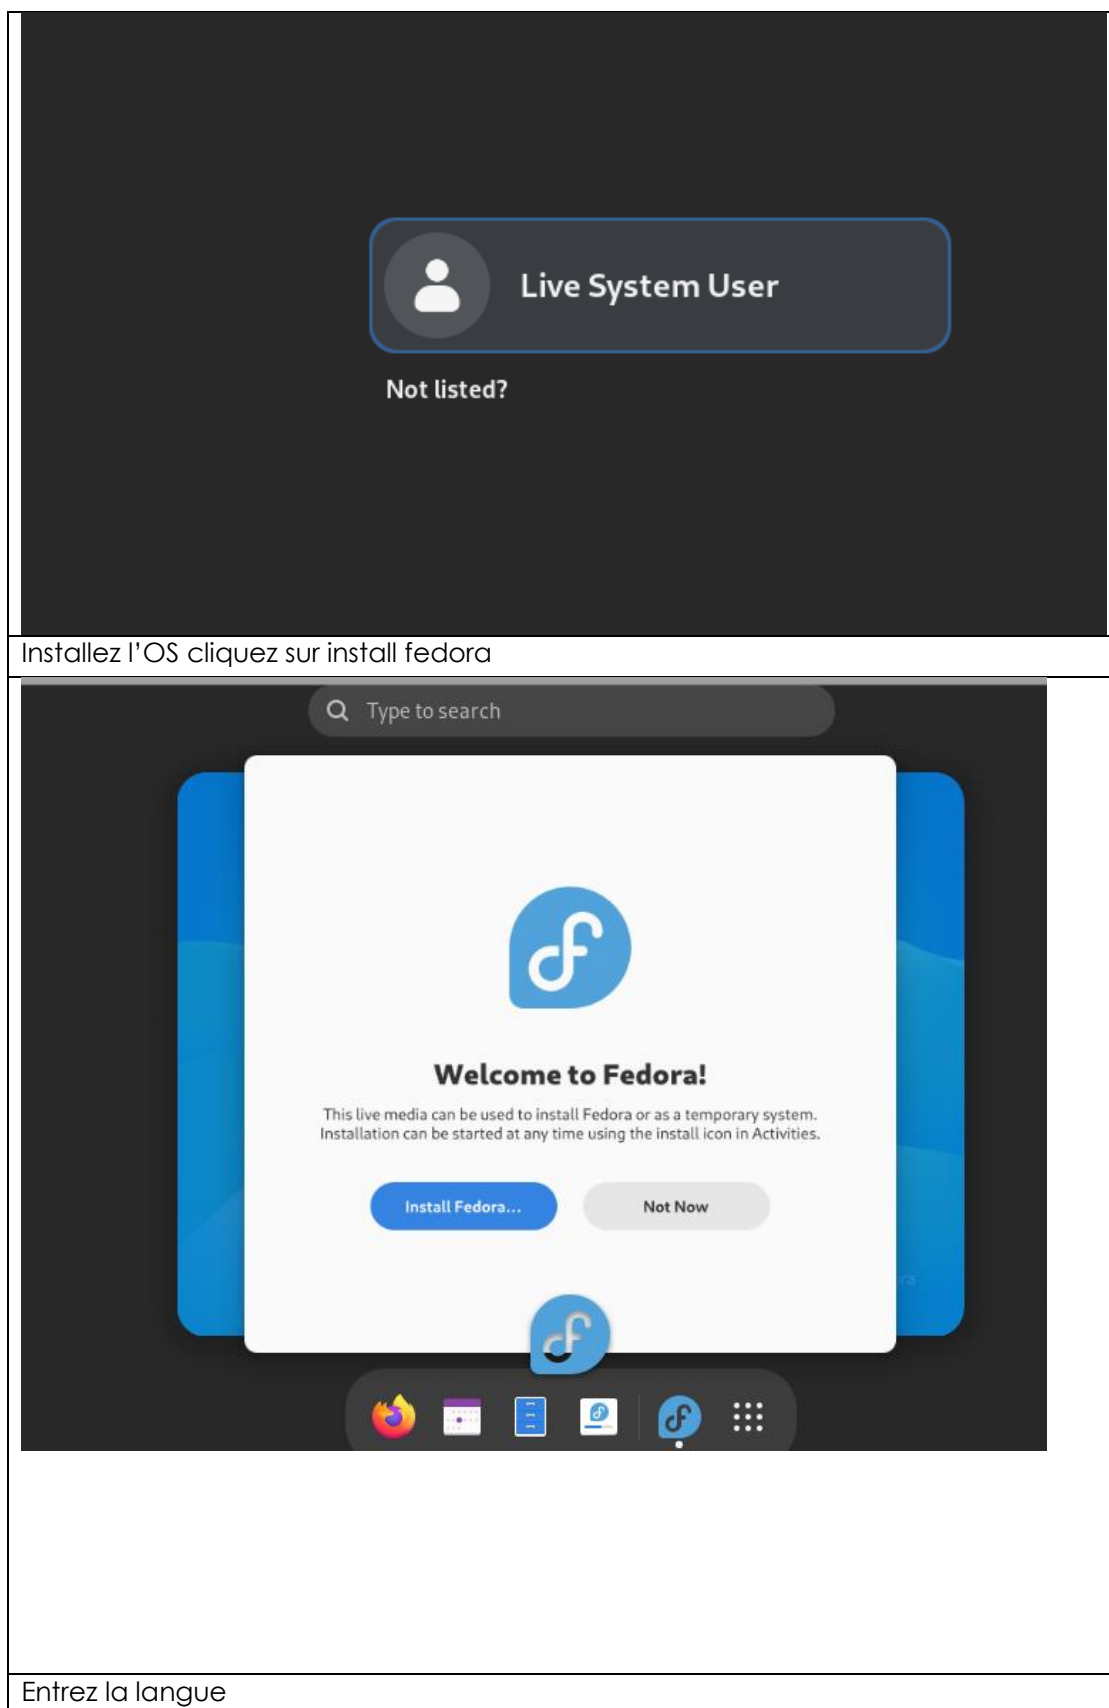 Live System User
Not listed?
Installez l’OS cliquez sur install fedora
Type to search
Welcome to Fedora!
This live media can be used to install Fedora or as a temporary system.
Installation can be started at any time using the install icon in Activities.
Install Fedora...
Not Now
Entrez la langue